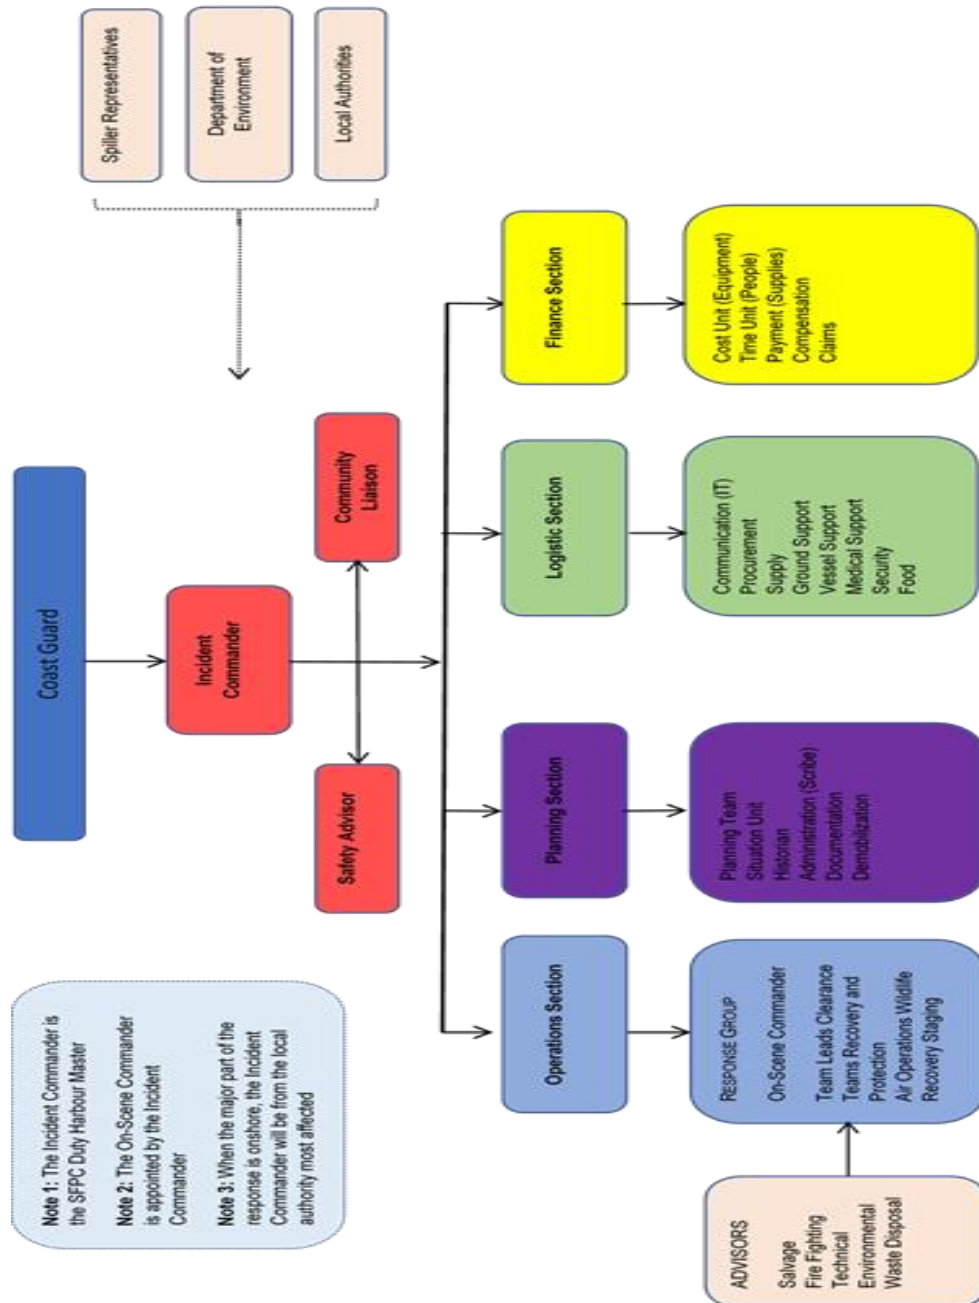 Coast Guard
Spiller Representatives
Department of
Environment
Local Authorities
Note 1: The Incident Commander is
the SFPC Duty Harbour Master
Note 2: The On-Scene Commander
is appointed by the Incident
Commander
Note 3: When the major part of the
response is onshore, the Incident
Commander will be from the local
authority most affected
Incident
Commander
Safety Advisor
Community
Liaison
Operations Section
Planning Section
Logistic Section
Finance Section
ADVISORS
Salvage
Fire Fighting
Technical
Environmental
Waste Disposal
RESPONSE GROUP
On-Scene Commander
Team Leads Clearance
Teams Recovery and
Protection
Air Operations Wildlife
Recovery Staging
Planning Team
Situation Unit
Historian
Administration (Scribe)
Documentation
Demobilization
Communication (IT)
Procurement
Supply
Ground Support
Vessel Support
Medical Support
Security
Food
Cost Unit (Equipment)
Time Unit (People)
Payment (Supplies)
Compensation
Claims